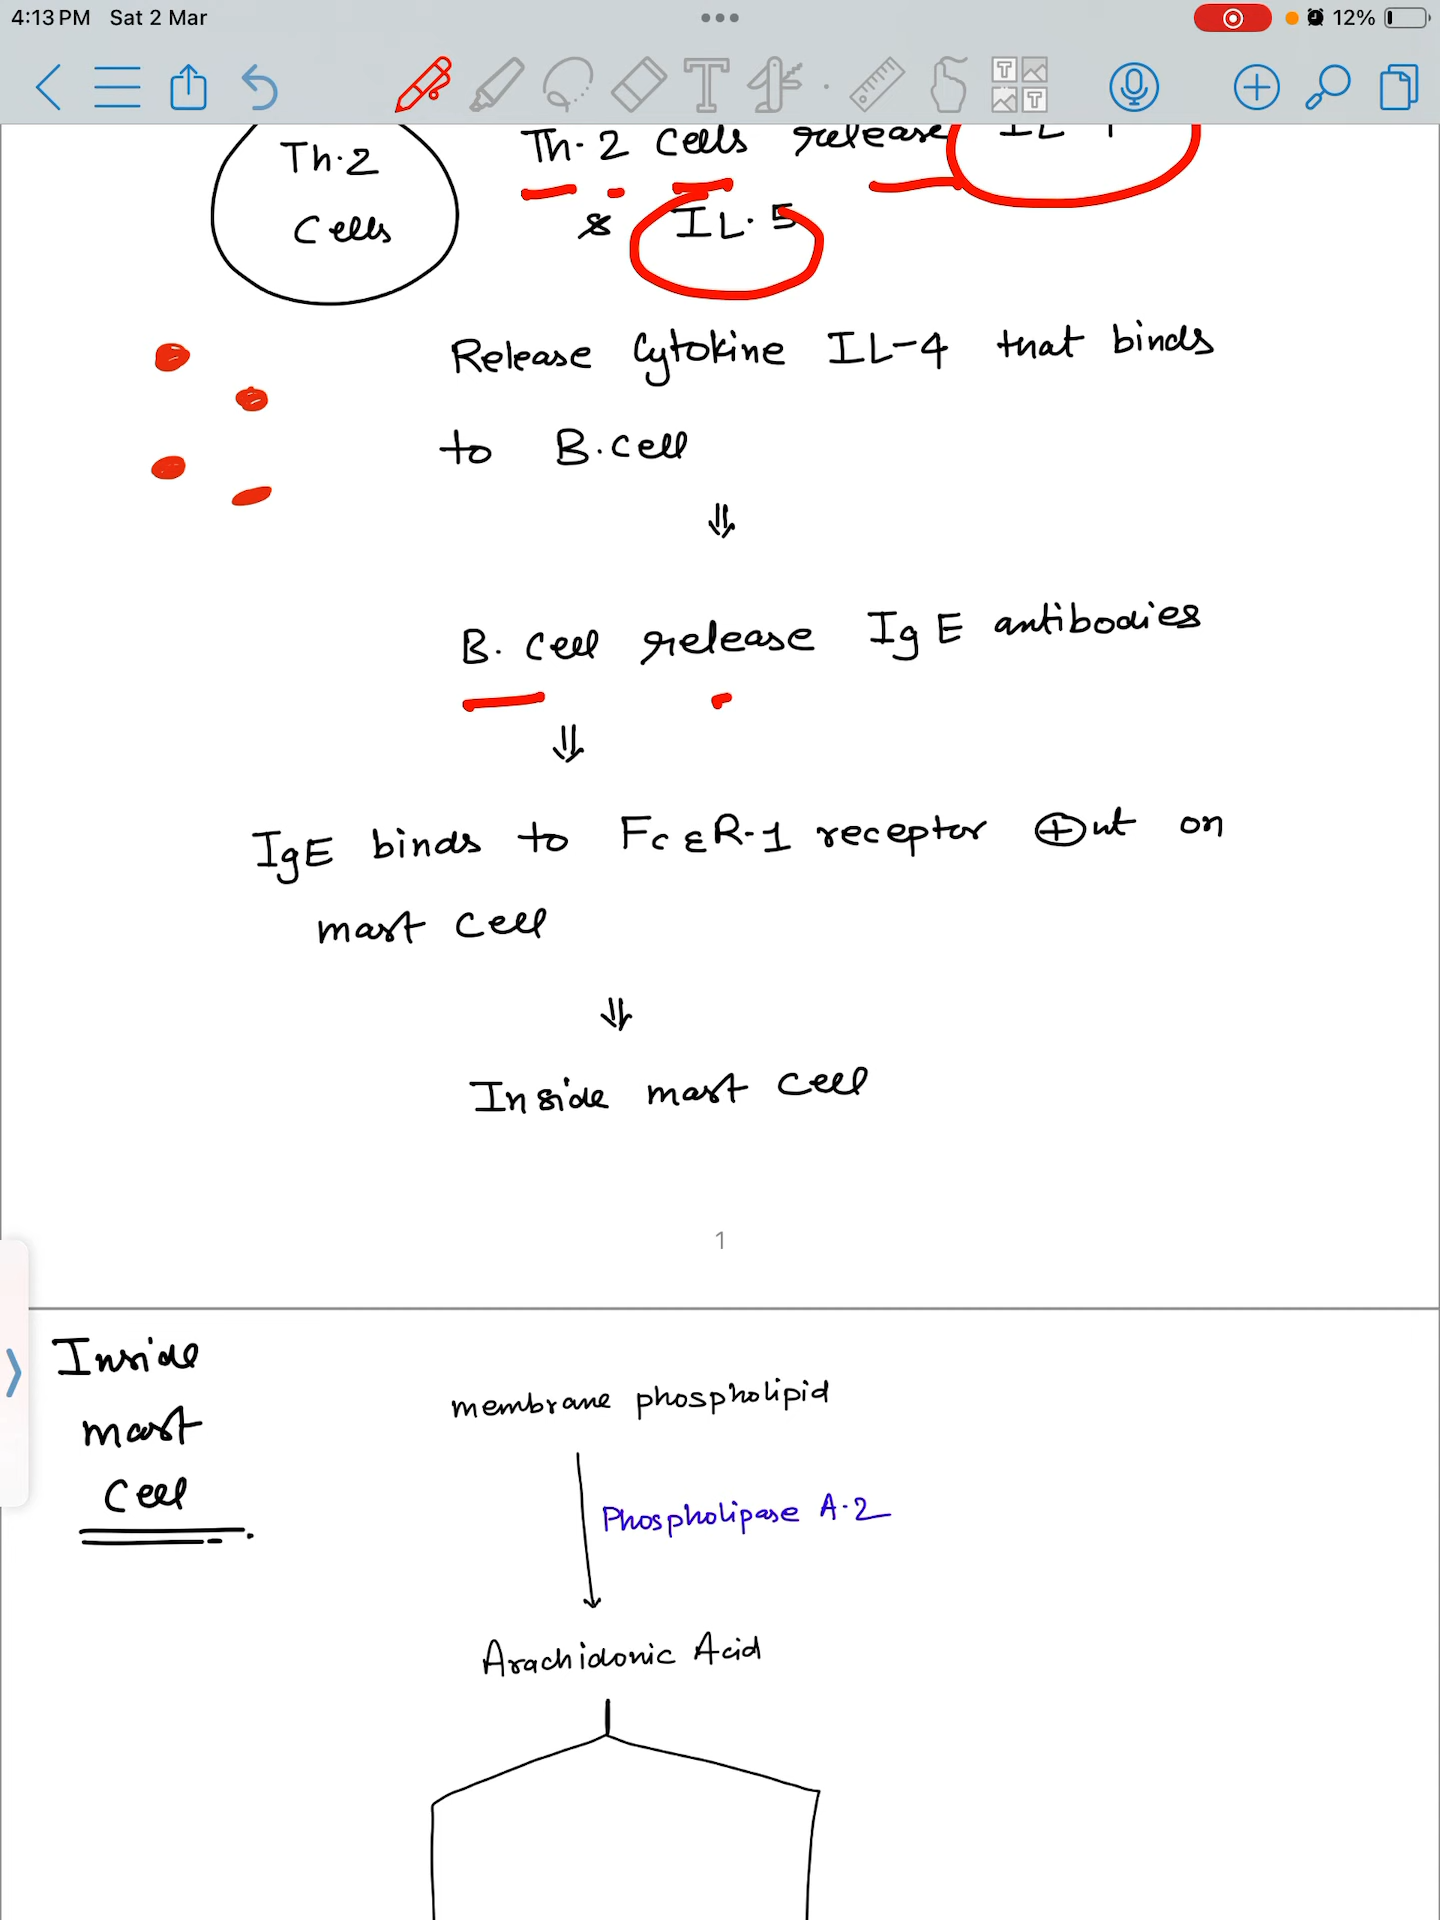 4:13 PM Sat 2 Mar
12%
Th-2
Cells
Th-2 Cells release
& IL-5
Release Cytokine IL-4 that binds
to B.cell
⇓
B. cell release IgE antibodies
⇓
IgE binds to FcεR-1 receptor ⊕nt on
mast cell
⇓
Inside mast cell
1
Inside
mast
cell
membrane phospholipid
Phospholipase A-2
Arachidonic Acid